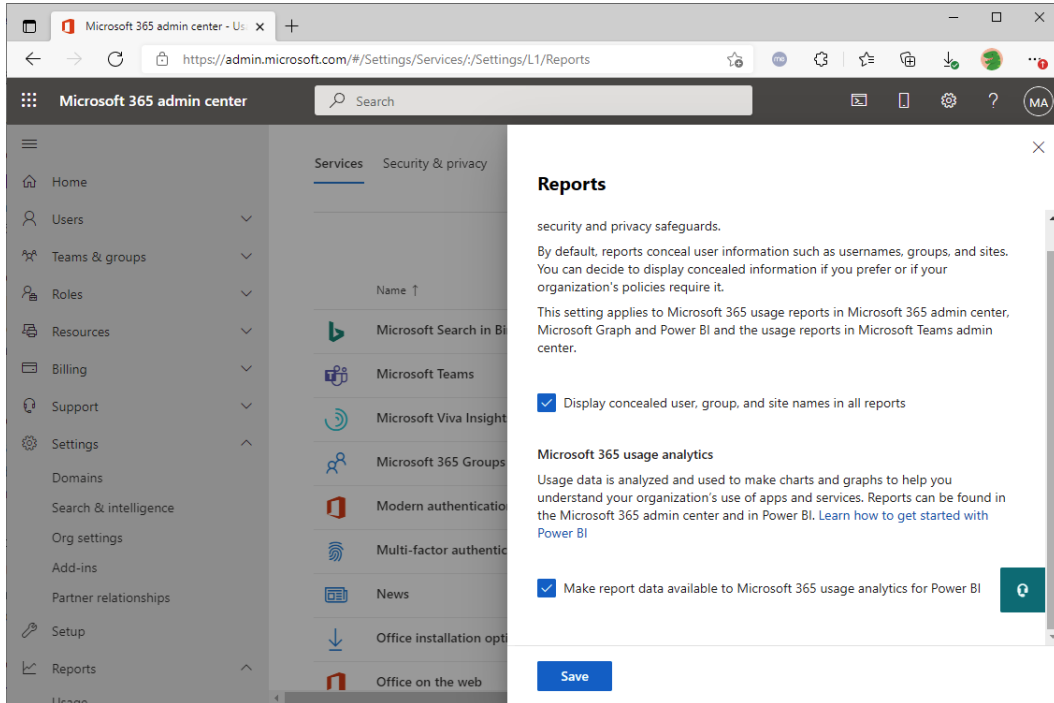 Microsoft 365 admin center - Us
https://admin.microsoft.com/#/Settings/Services/:/Settings/L1/Reports
me
Microsoft 365 admin center
Search
MA
Home
Users
Teams & groups
Roles
Resources
Billing
Support
Settings
Domains
Search & intelligence
Org settings
Add-ins
Partner relationships
Setup
Reports
Usage
Services
Security & privacy
Name ↑
Microsoft Search in Bi
Microsoft Teams
Microsoft Viva Insight
Microsoft 365 Groups
Modern authenticatio
Multi-factor authentic
News
Office installation opti
Office on the web
Reports
security and privacy safeguards.
By default, reports conceal user information such as usernames, groups, and sites.
You can decide to display concealed information if you prefer or if your
organization's policies require it.
This setting applies to Microsoft 365 usage reports in Microsoft 365 admin center,
Microsoft Graph and Power BI and the usage reports in Microsoft Teams admin
center.
Display concealed user, group, and site names in all reports
Microsoft 365 usage analytics
Usage data is analyzed and used to make charts and graphs to help you
understand your organization's use of apps and services. Reports can be found in
the Microsoft 365 admin center and in Power BI. Learn how to get started with
Power BI
Make report data available to Microsoft 365 usage analytics for Power BI
Save